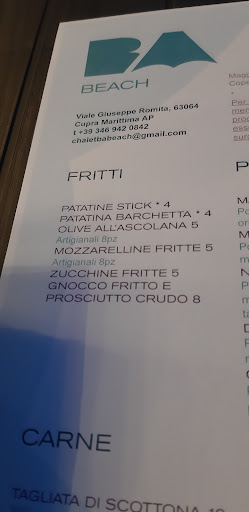 BA
BEACH
Viale Giuseppe Romita, 63064
Cupra Marittima AP
t +39 346 942 0842
chaletbabeach@gmail.com
FRITTI
PATATINE STICK * 4
PATATINA BARCHETTA * 4
OLIVE ALL'ASCOLANA 5
Artigianali 8pz
MOZZARELLINE FRITTE 5
Artigianali 8pz
ZUCCHINE FRITTE 5
GNOCCO FRITTO E
PROSCIUTTO CRUDO 8
CARNE
TAGLIATA DI SCOTTONA